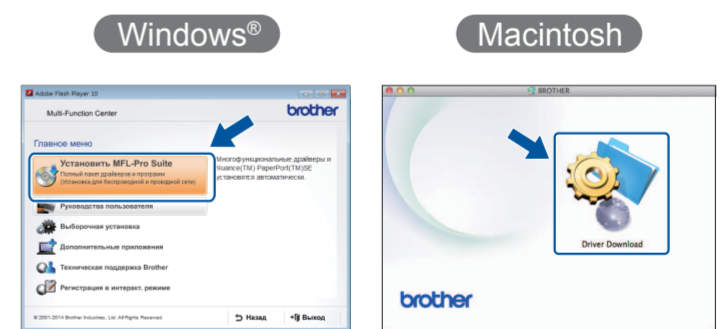 Windows®
Macintosh
Adobe Flash Player 10
Multi-Function Center
brother
Главное меню
Установить MFL-Pro Suite
Полный пакет драйверов и программ
(Установка для беспроводной и проводной сети)
Многофункциональные драйверы и
Nuance(TM) PaperPort(TM)SE
установятся автоматически.
Руководства пользователя
Выборочная установка
Дополнительные приложения
Техническая поддержка Brother
Регистрация в интеракт. режиме
© 2001-2014 Brother Industries, Ltd. All Rights Reserved.
Назад
Выход
BROTHER
Driver Download
brother